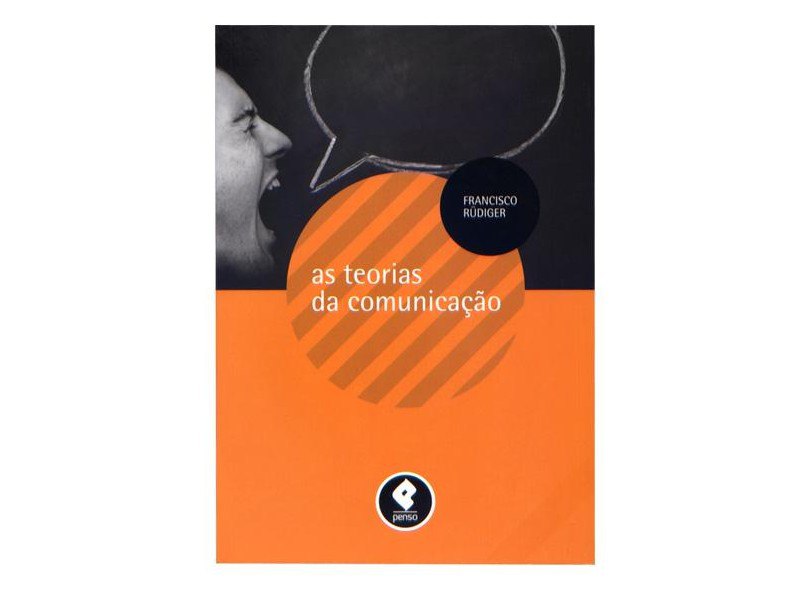 FRANCISCO
RÜDIGER
as teorias
da comunicação
penso